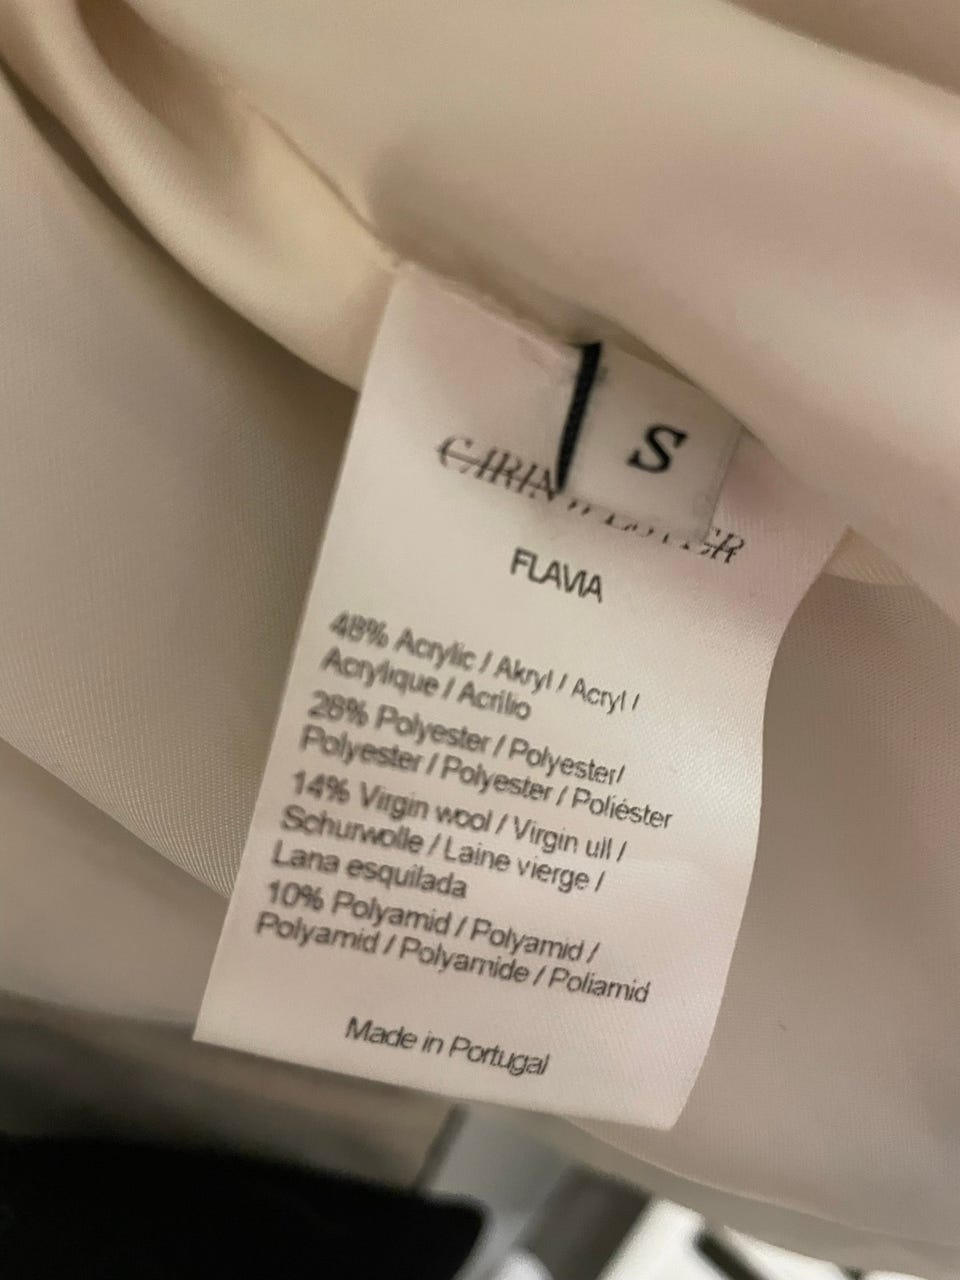 S
FLAVIA
48% Acrylic / Akryl / Acryl /
Acrylique / Acrilio
28% Polyester / Polyester/
Polyester / Polyester / Poliéster
14% Virgin wool / Virgin ull /
Schurwolle / Laine vierge /
Lana esquilada
10% Polyamid / Polyamid /
Polyamid / Polyamide / Poliamid
Made in Portugal